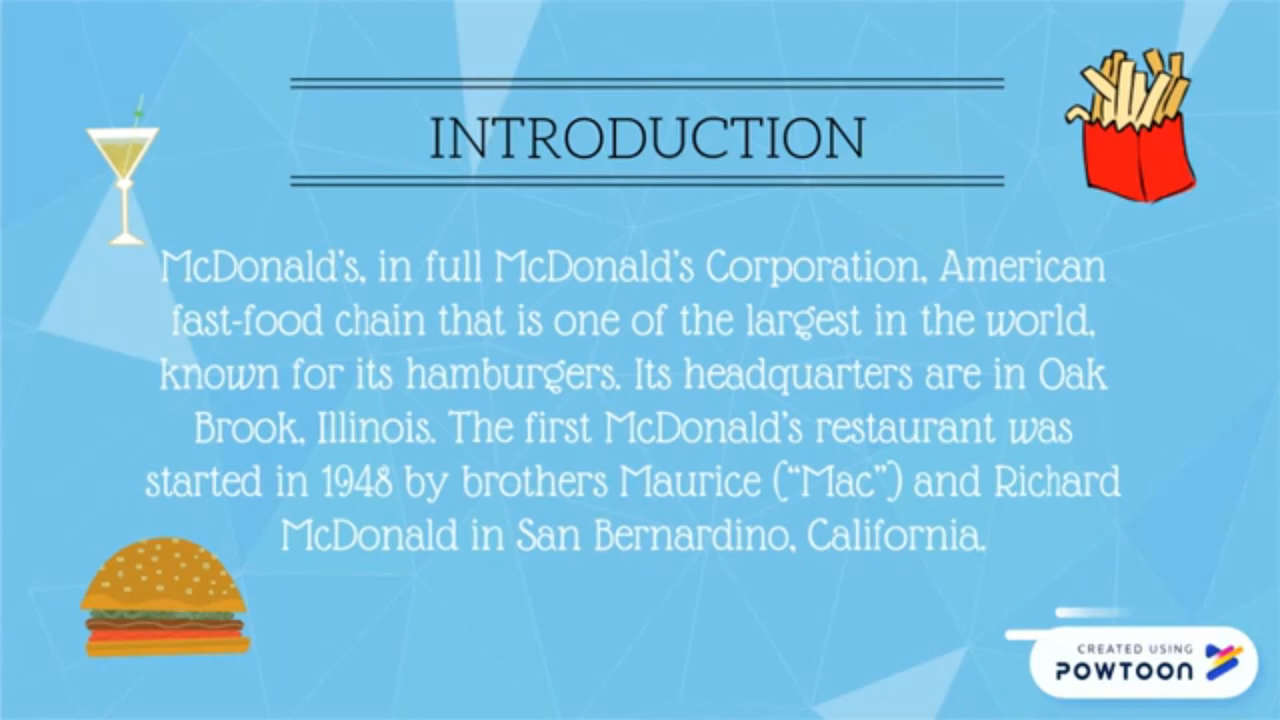 INTRODUCTION
McDonald's, in full McDonald's Corporation, American
fast-food chain that is one of the largest in the world,
known for its hamburgers. Its headquarters are in Oak
Brook, Illinois. The first McDonald's restaurant was
started in 1948 by brothers Maurice (“Mac”) and Richard
McDonald in San Bernardino, California.
CREATED USING
POWTOON